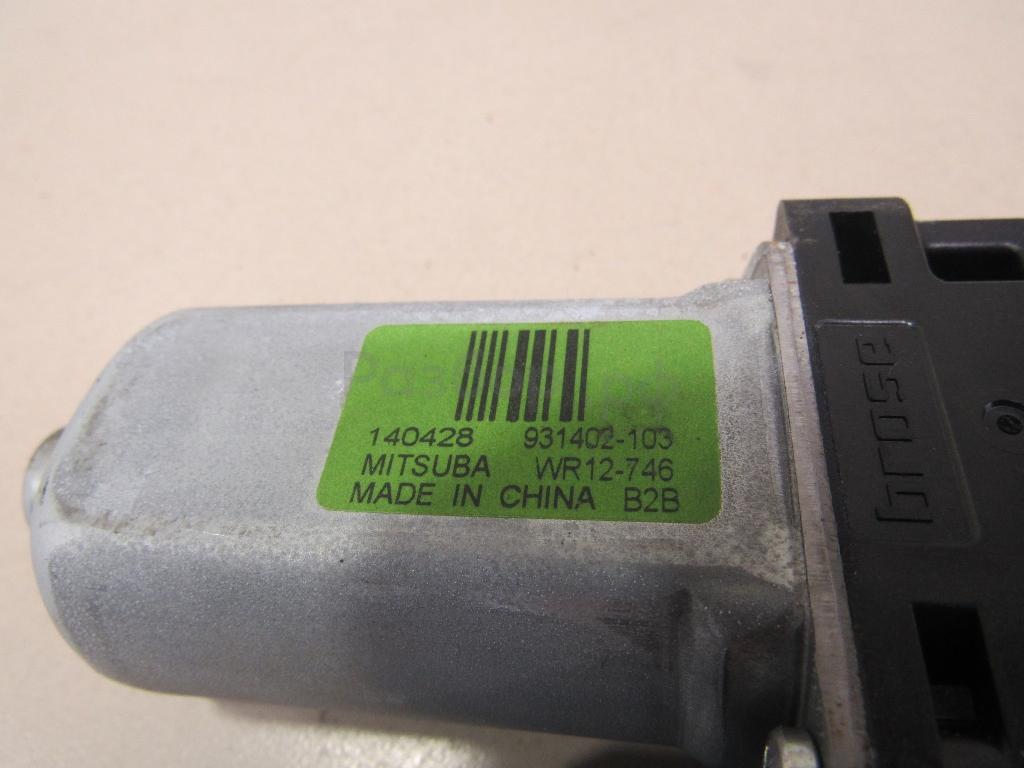 140428 931402-103
MITSUBA WR12-746
MADE IN CHINA B2B
brose